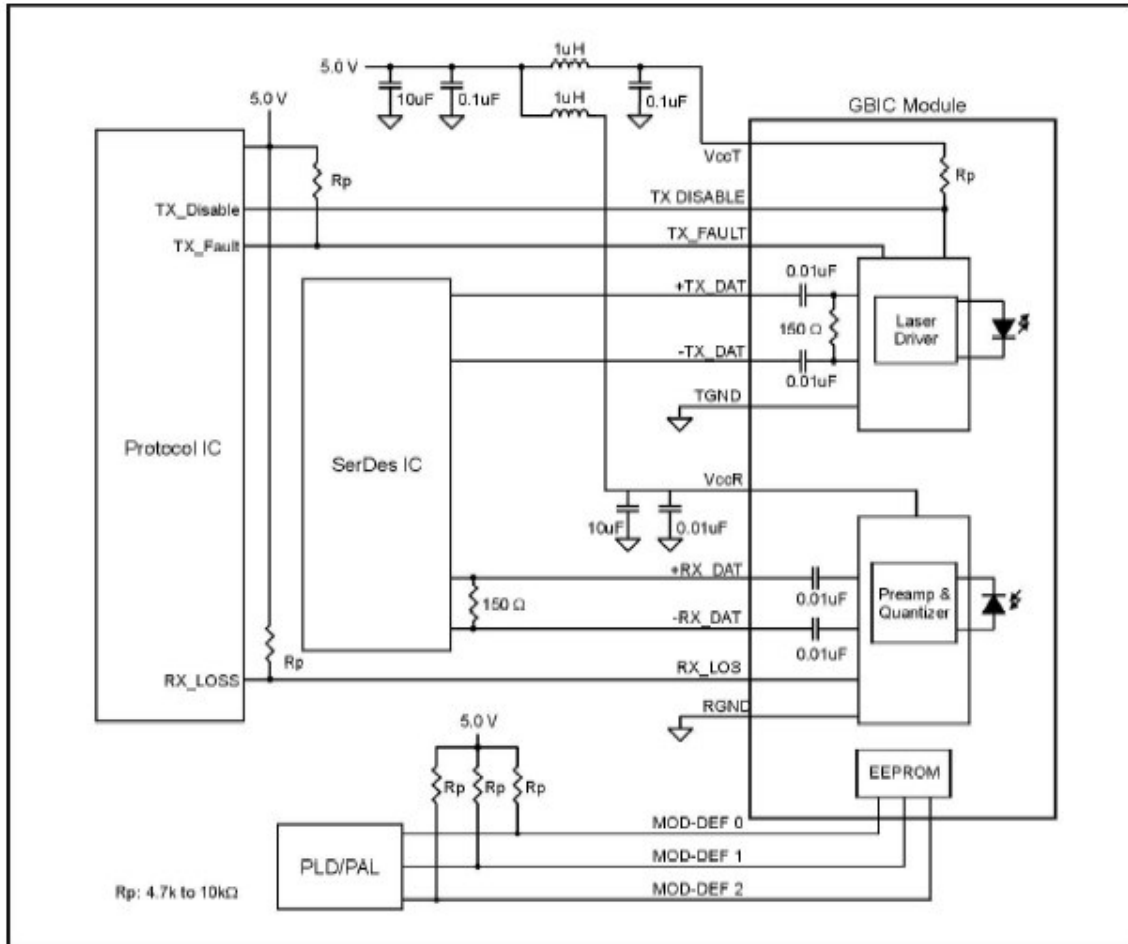 1uH
5.0 V
10uF
0.1uF
1uH
0.1uF
5.0 V
GBIC Module
VccT
Rp
Rp
TX_Disable
TX DISABLE
TX_Fault
TX_FAULT
0.01uF
+TX_DAT
150 Ω
Laser
Driver
-TX_DAT
0.01uF
TGND
Protocol IC
SerDes IC
VccR
10uF
0.01uF
+RX_DAT
0.01uF
Preamp &
Quantizer
150 Ω
-RX_DAT
0.01uF
Rp
RX_LOSS
RX_LOS
RGND
5.0 V
EEPROM
Rp
Rp
Rp
MOD-DEF 0
PLD/PAL
MOD-DEF 1
MOD-DEF 2
Rp: 4.7k to 10kΩ